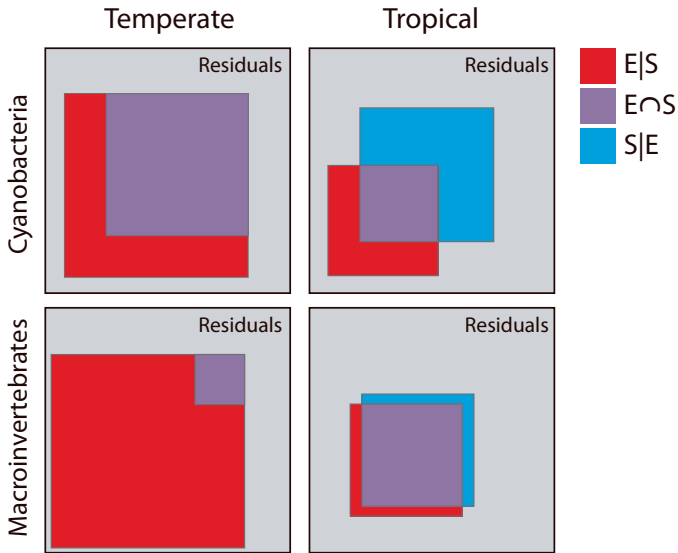 Temperate
Tropical
Cyanobacteria
Residuals
Residuals
E|S
E∩S
S|E
Macroinvertebrates
Residuals
Residuals